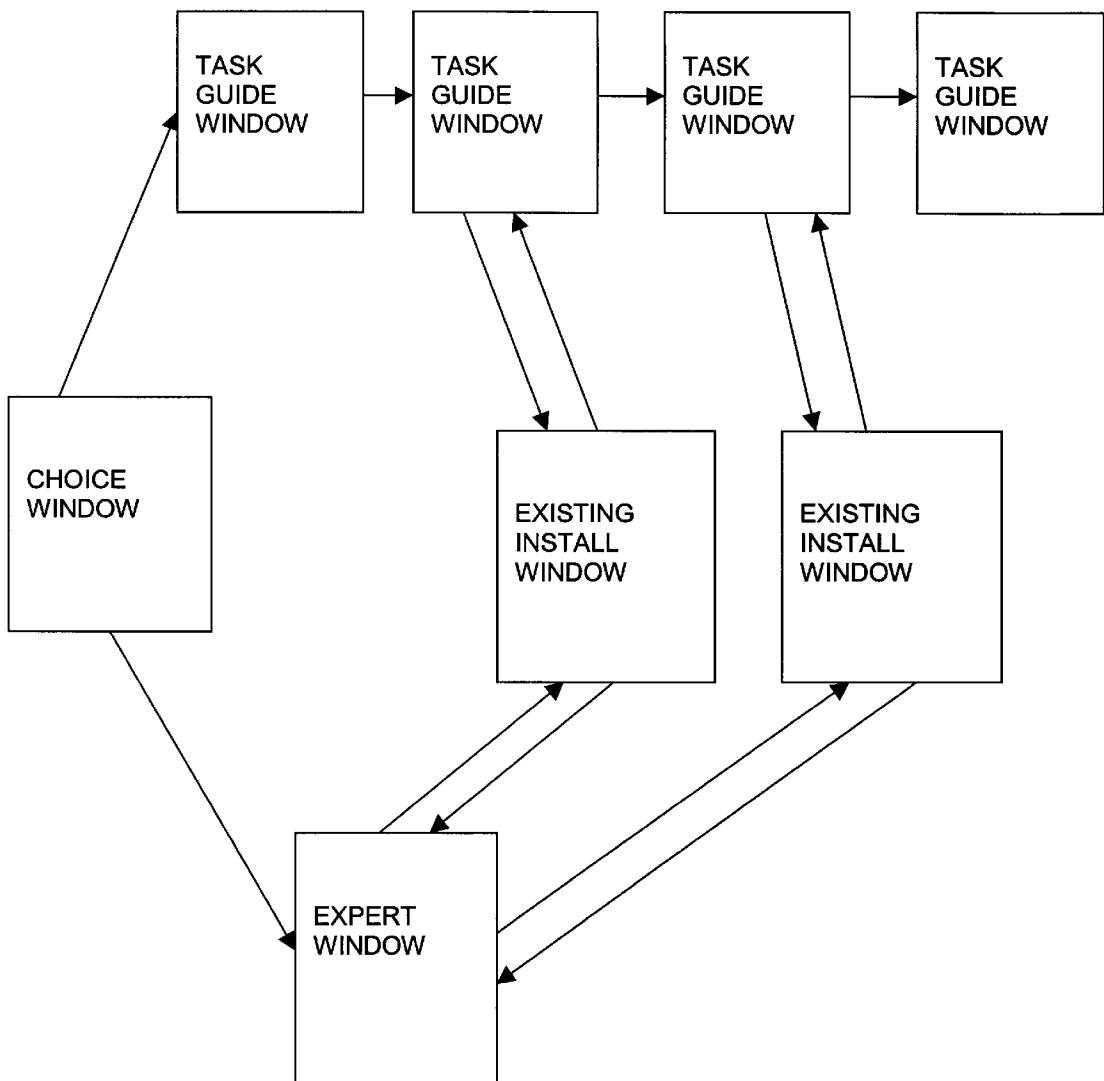 TASK
GUIDE
WINDOW
TASK
GUIDE
WINDOW
TASK
GUIDE
WINDOW
TASK
GUIDE
WINDOW
CHOICE
WINDOW
EXISTING
INSTALL
WINDOW
EXISTING
INSTALL
WINDOW
EXPERT
WINDOW